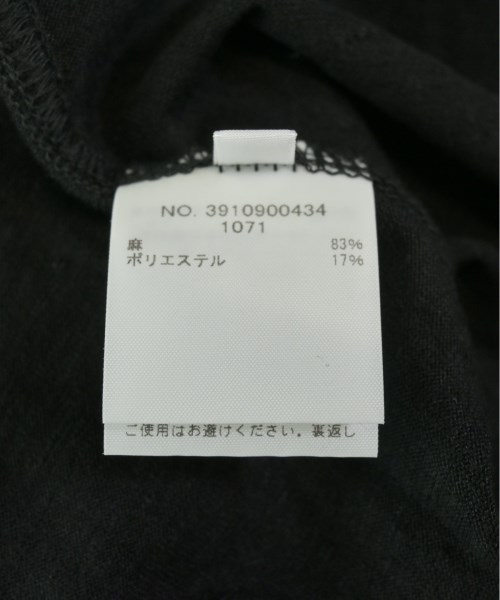 NO. 3910900434
1071
麻 83%
ポリエステル 17%
ご使用はお避けください。裏返し